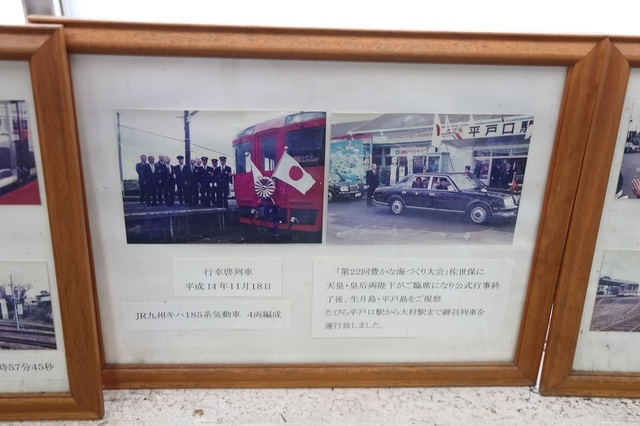 たびら平戸口駅
行幸啓列車
平成14年11月18日
JR九州キハ185系気動車 4両編成
「第22回豊かな海づくり大会」佐世保に
天皇・皇后両陛下がご臨席になり公式行事終
了後、生月島・平戸島をご視察
たびら平戸口駅から大村駅まで御召列車を
運行致しました。
時57分45秒